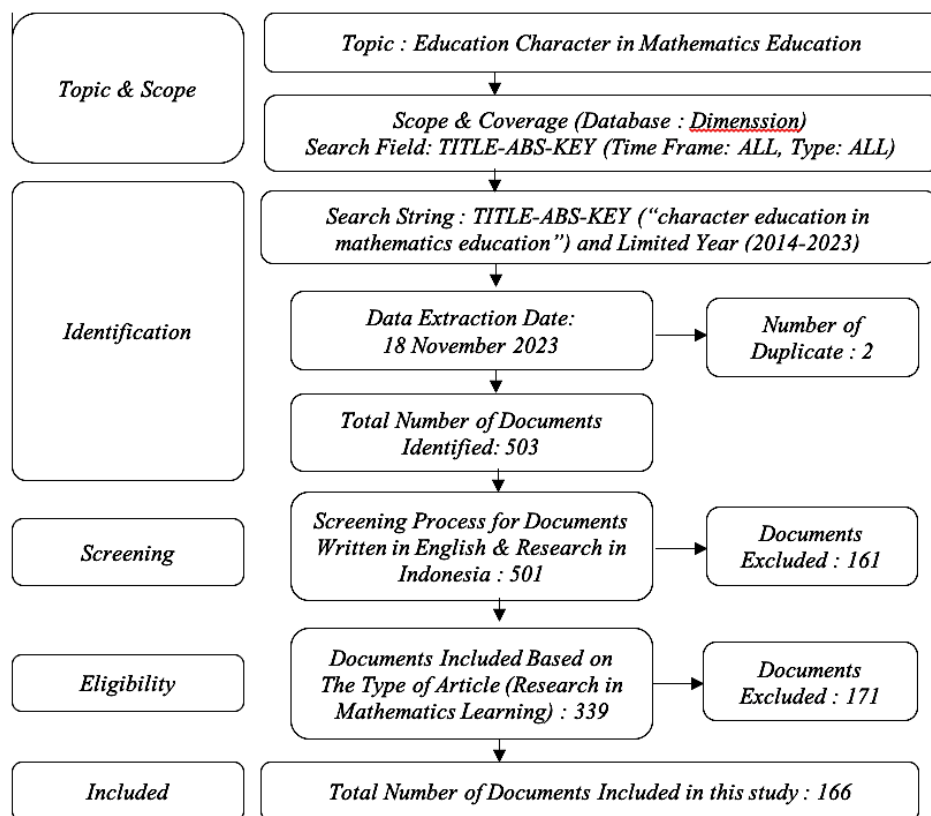 Topic & Scope
Topic : Education Character in Mathematics Education
Scope & Coverage (Database : Dimenssion)
Search Field: TITLE-ABS-KEY (Time Frame: ALL, Type: ALL)
Identification
Search String : TITLE-ABS-KEY (“character education in
mathematics education”) and Limited Year (2014-2023)
Data Extraction Date:
18 November 2023
Number of
Duplicate : 2
Total Number of Documents
Identified: 503
Screening
Screening Process for Documents
Written in English & Research in
Indonesia : 501
Documents
Excluded : 161
Eligibility
Documents Included Based on
The Type of Article (Research in
Mathematics Learning) : 339
Documents
Excluded : 171
Included
Total Number of Documents Included in this study : 166